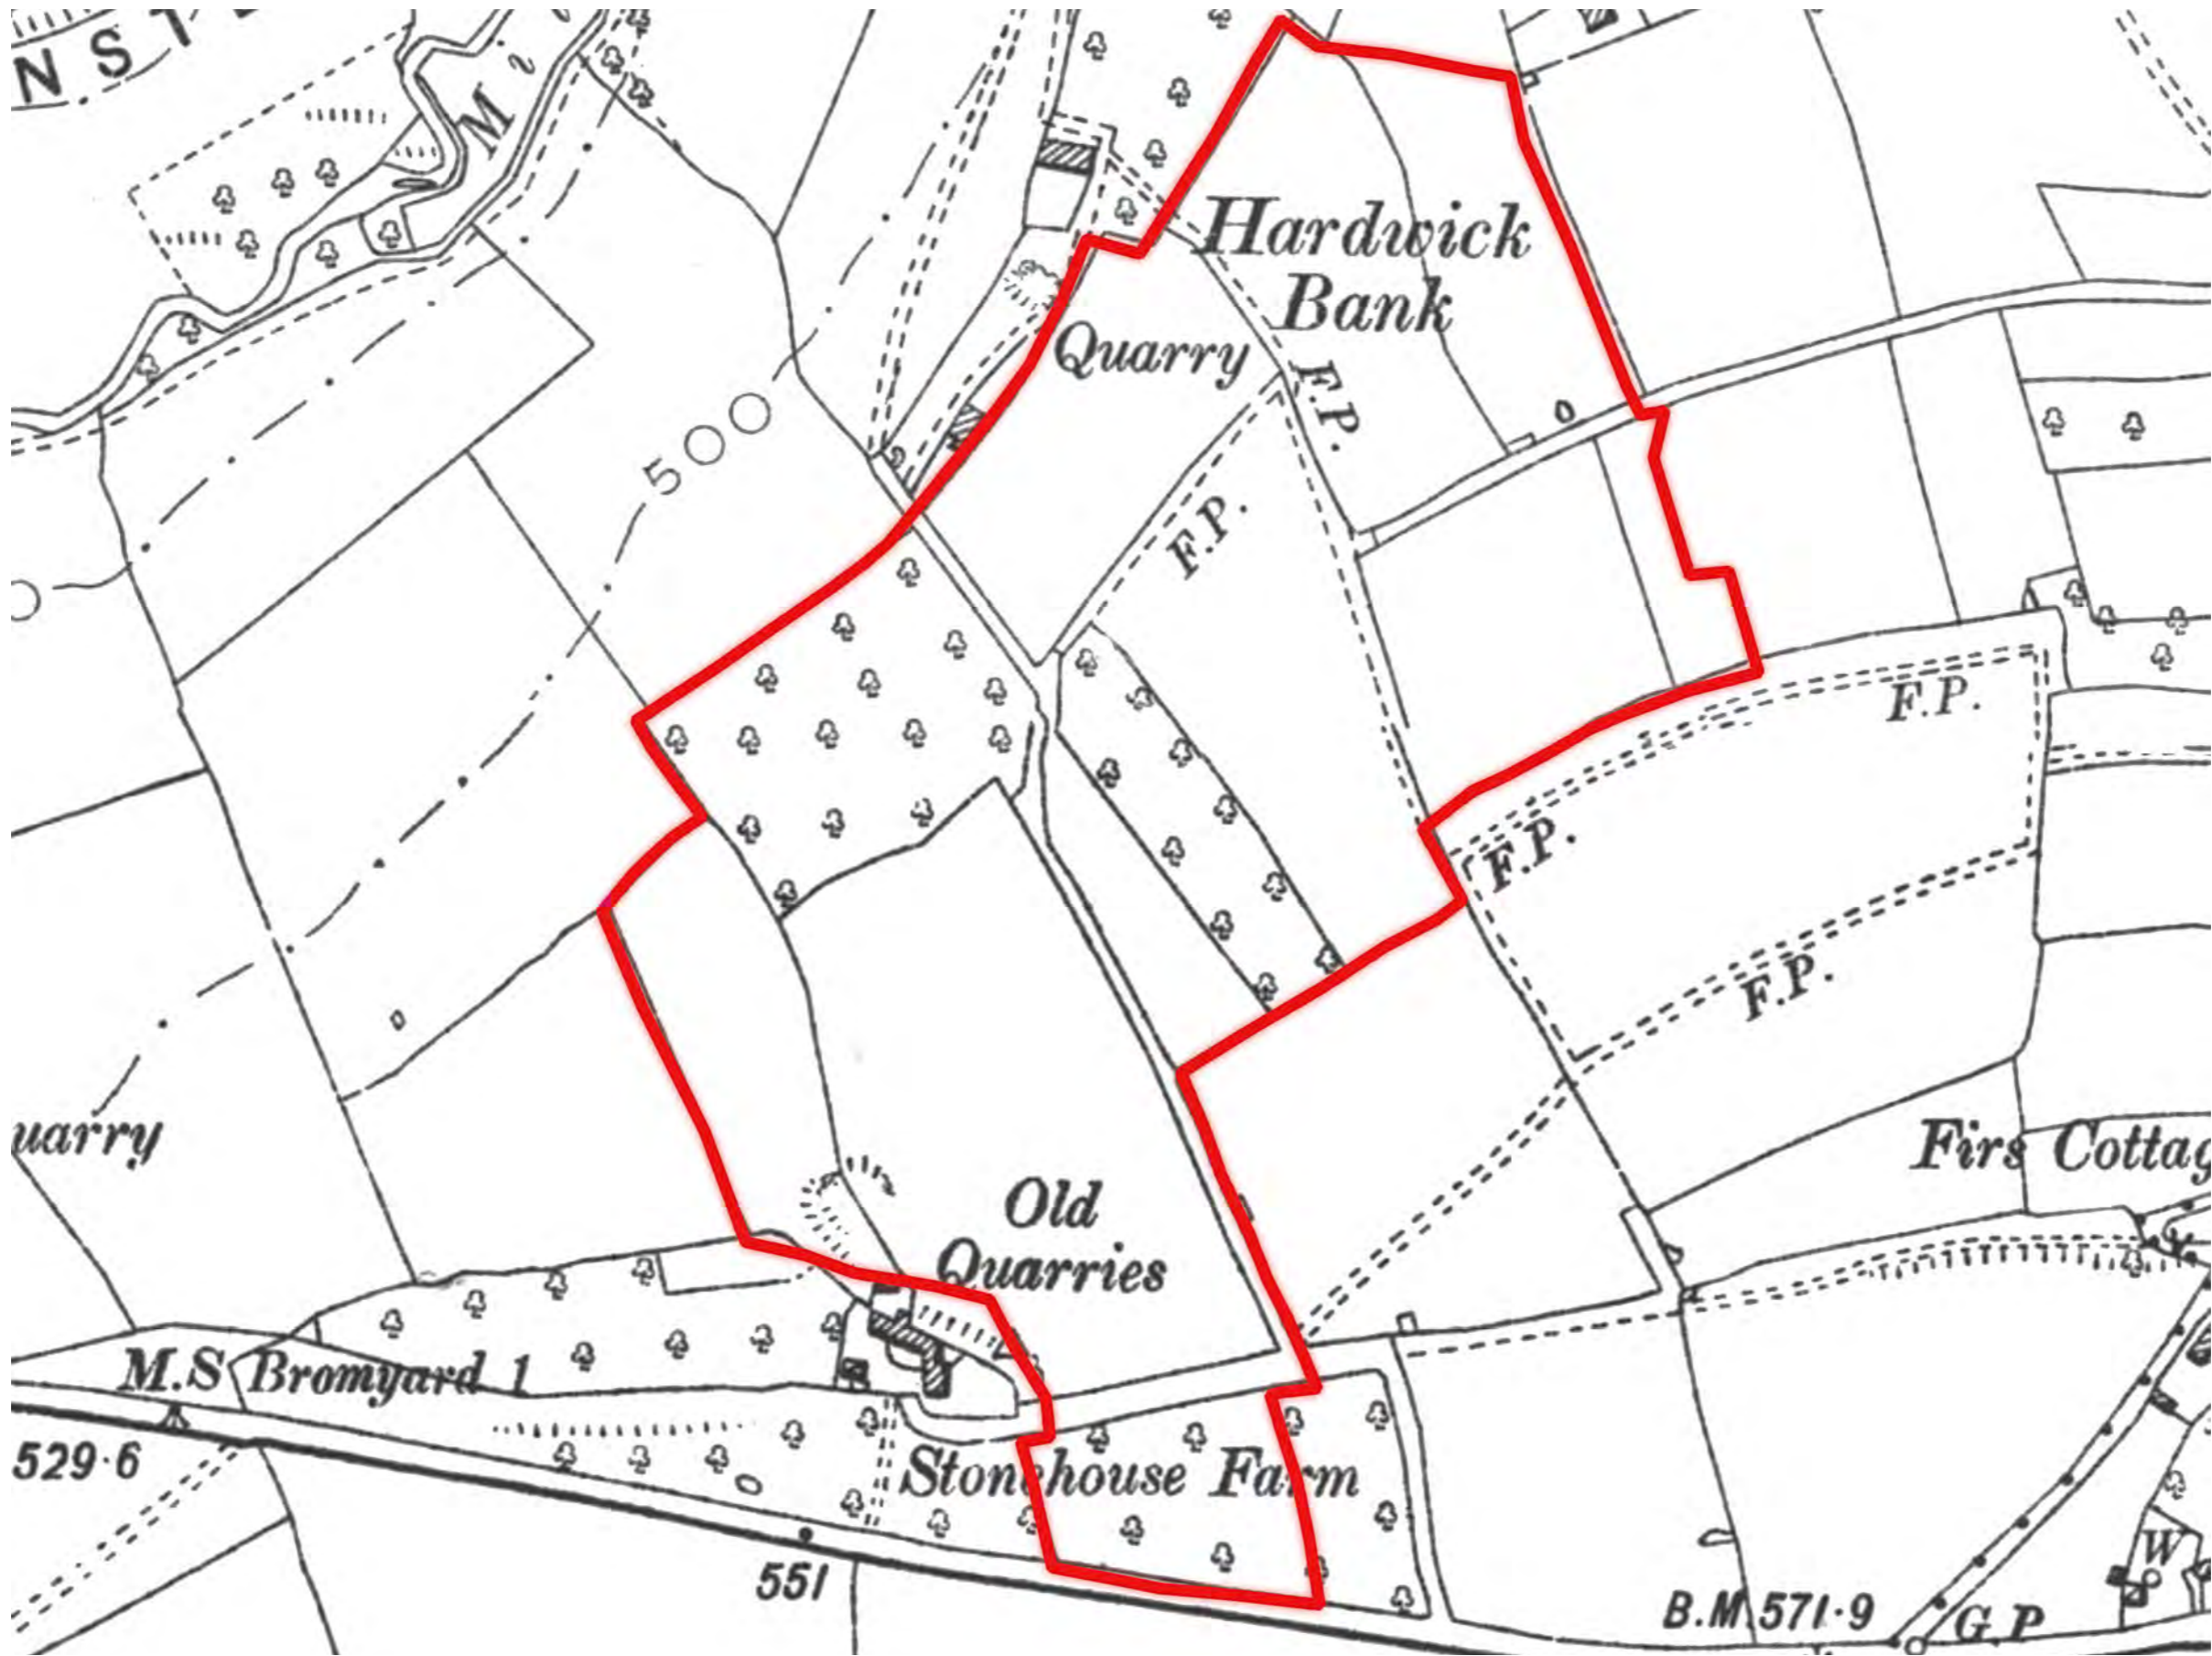 NST
M i
Hardwick
Bank
Quarry
F.P.
500
F.P.
F.P.
F.P.
F.P.
uarry
Old
Quarries
Firs Cottag
M.S Bromyard 1
529·6
Stonehouse Farm
551
W
B.M.571·9
G.P